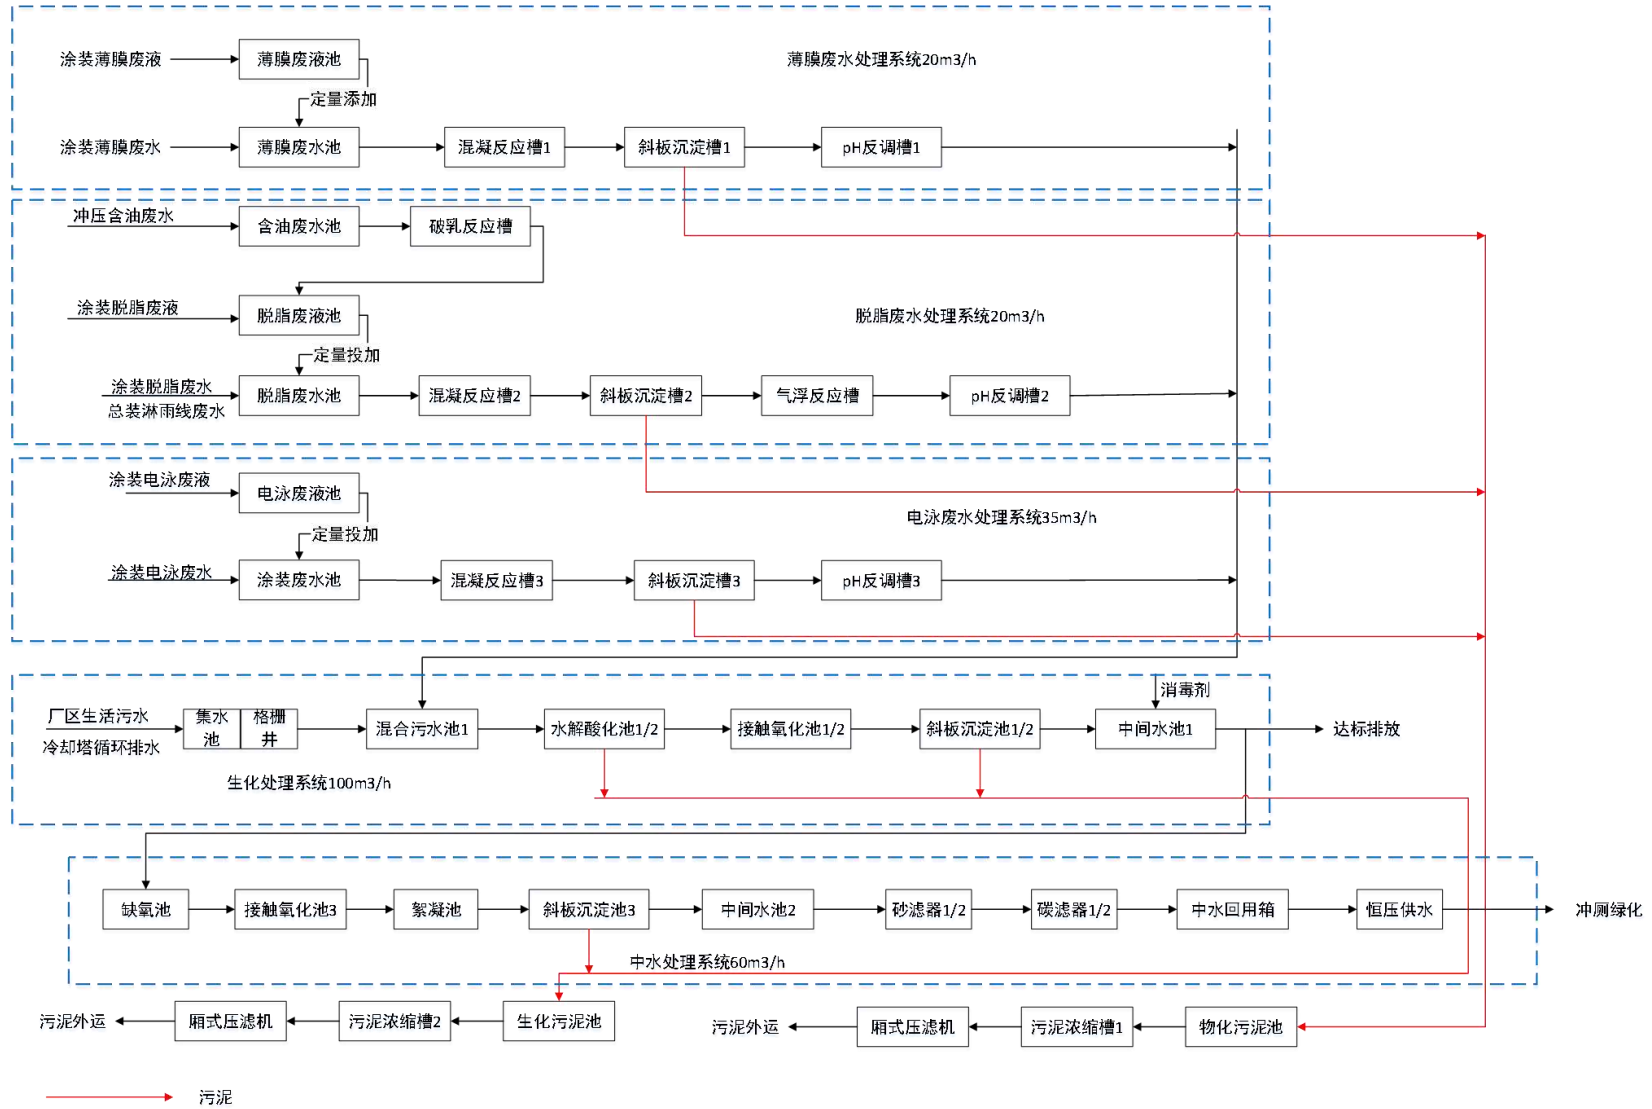 涂装薄膜废液
薄膜废液池
薄膜废水处理系统20m3/h
定量添加
涂装薄膜废水
薄膜废水池
混凝反应槽1
斜板沉淀槽1
pH反调槽1
冲压含油废水
含油废水池
破乳反应槽
涂装脱脂废液
脱脂废液池
脱脂废水处理系统20m3/h
定量投加
涂装脱脂废水
总装淋雨线废水
脱脂废水池
混凝反应槽2
斜板沉淀槽2
气浮反应槽
pH反调槽2
涂装电泳废液
电泳废液池
电泳废水处理系统35m3/h
定量投加
涂装电泳废水
涂装废水池
混凝反应槽3
斜板沉淀槽3
pH反调槽3
消毒剂
厂区生活污水
冷却塔循环排水
集水
池
格栅
井
混合污水池1
水解酸化池1/2
接触氧化池1/2
斜板沉淀池1/2
中间水池1
达标排放
生化处理系统100m3/h
缺氧池
接触氧化池3
絮凝池
斜板沉淀池3
中间水池2
砂滤器1/2
碳滤器1/2
中水回用箱
恒压供水
冲厕绿化
中水处理系统60m3/h
污泥外运
厢式压滤机
污泥浓缩槽2
生化污泥池
污泥外运
厢式压滤机
污泥浓缩槽1
物化污泥池
污泥